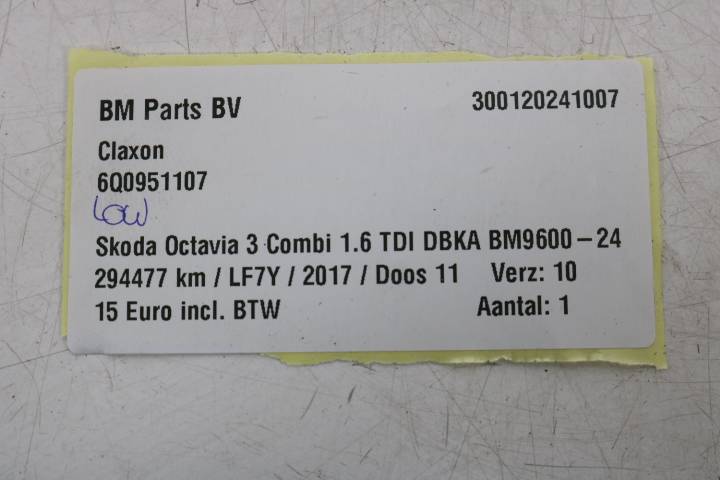 BM Parts BV 300120241007
Claxon
6Q0951107
Low
Skoda Octavia 3 Combi 1.6 TDI DBKA BM9600-24
294477 km / LF7Y / 2017 / Doos 11 Verz: 10
15 Euro incl. BTW Aantal: 1